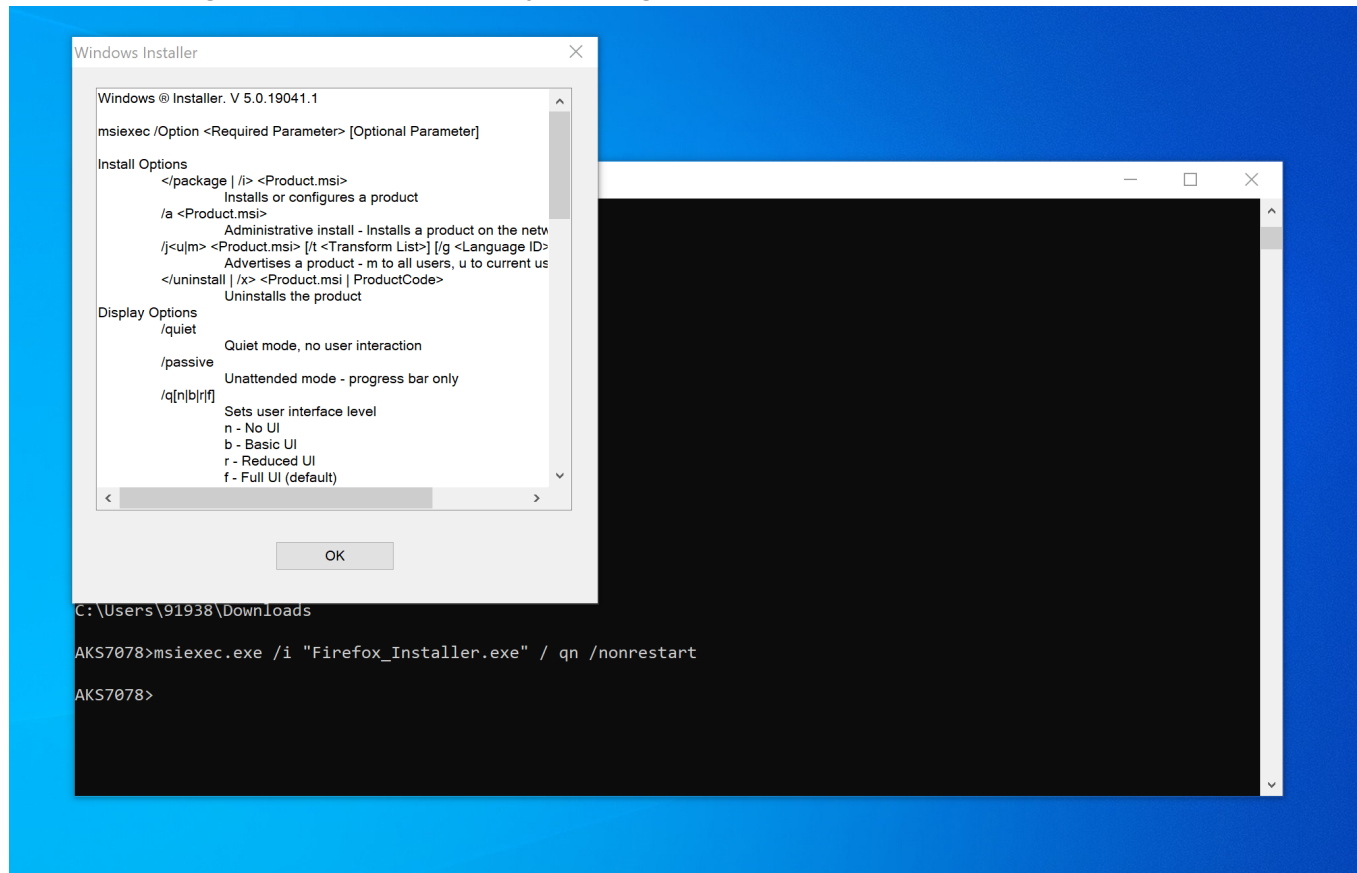 Windows Installer
Windows ® Installer. V 5.0.19041.1
msiexec /Option <Required Parameter> [Optional Parameter]
Install Options
</package | /i> <Product.msi>
Installs or configures a product
/a <Product.msi>
Administrative install - Installs a product on the netw
/j<u|m> <Product.msi> [/t <Transform List>] [/g <Language ID>
Advertises a product - m to all users, u to current us
</uninstall | /x> <Product.msi | ProductCode>
Uninstalls the product
Display Options
/quiet
Quiet mode, no user interaction
/passive
Unattended mode - progress bar only
/q[n|b|r|f]
Sets user interface level
n - No UI
b - Basic UI
r - Reduced UI
f - Full UI (default)
OK
C:\Users\91938\Downloads
AKS7078>msiexec.exe /i "Firefox_Installer.exe" / qn /nonrestart
AKS7078>